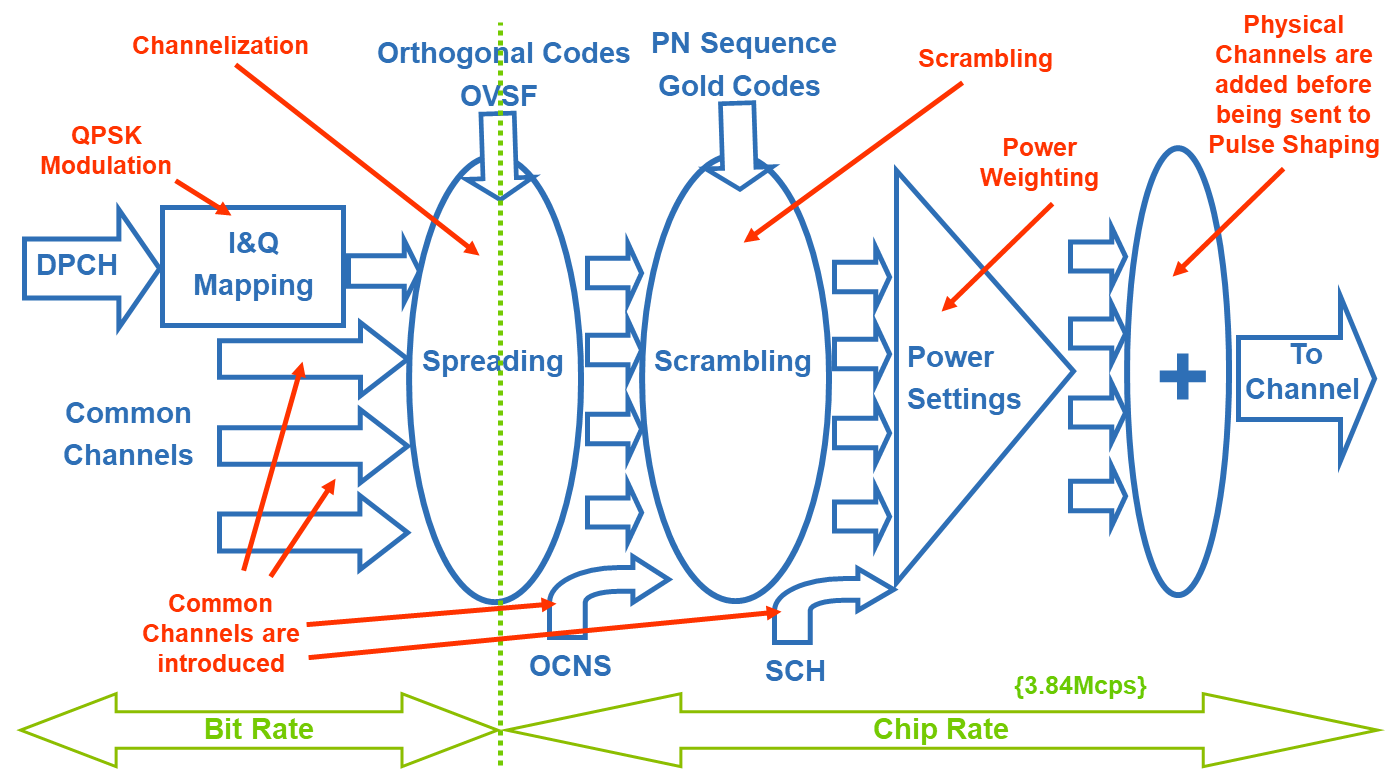 Channelization
Orthogonal Codes
OVSF
PN Sequence
Gold Codes
Scrambling
Physical
Channels are
added before
being sent to
Pulse Shaping
QPSK
Modulation
Power
Weighting
DPCH
I&Q
Mapping
Spreading
Scrambling
Power
Settings
+
To
Channel
Common
Channels
Common
Channels are
introduced
OCNS
SCH
{3.84Mcps}
Bit Rate
Chip Rate